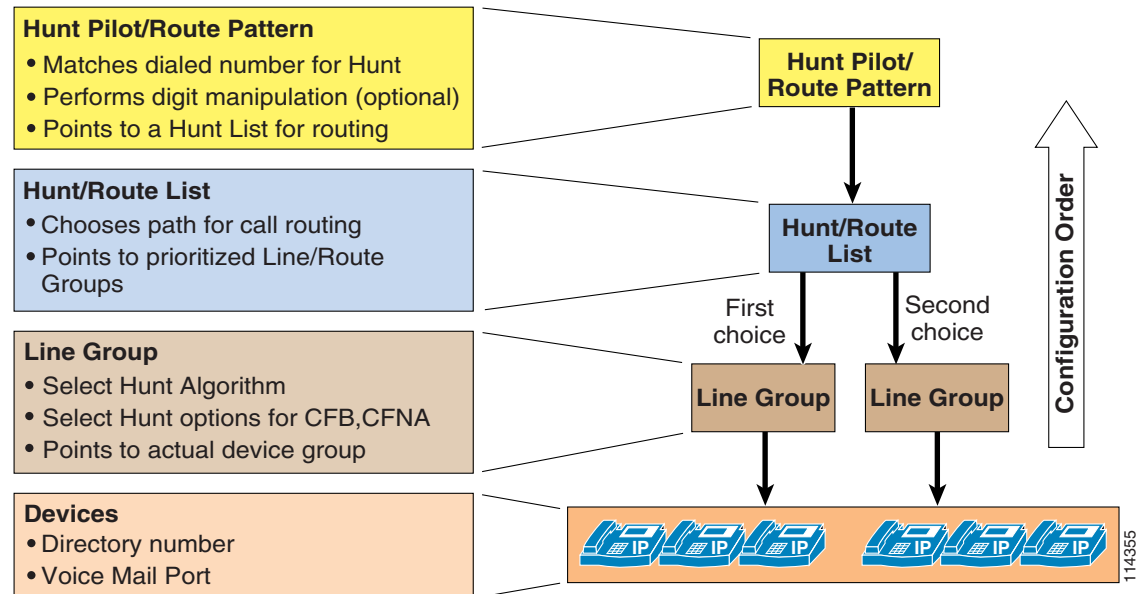 Hunt Pilot/Route Pattern
• Matches dialed number for Hunt
• Performs digit manipulation (optional)
• Points to a Hunt List for routing
Hunt/Route List
• Chooses path for call routing
• Points to prioritized Line/Route
Groups
Line Group
• Select Hunt Algorithm
• Select Hunt options for CFB,CFNA
• Points to actual device group
Devices
• Directory number
• Voice Mail Port
Hunt Pilot/
Route Pattern
Hunt/Route
List
First
choice
Second
choice
Line Group
Line Group
IP
IP
IP
IP
IP
IP
Configuration Order
114355